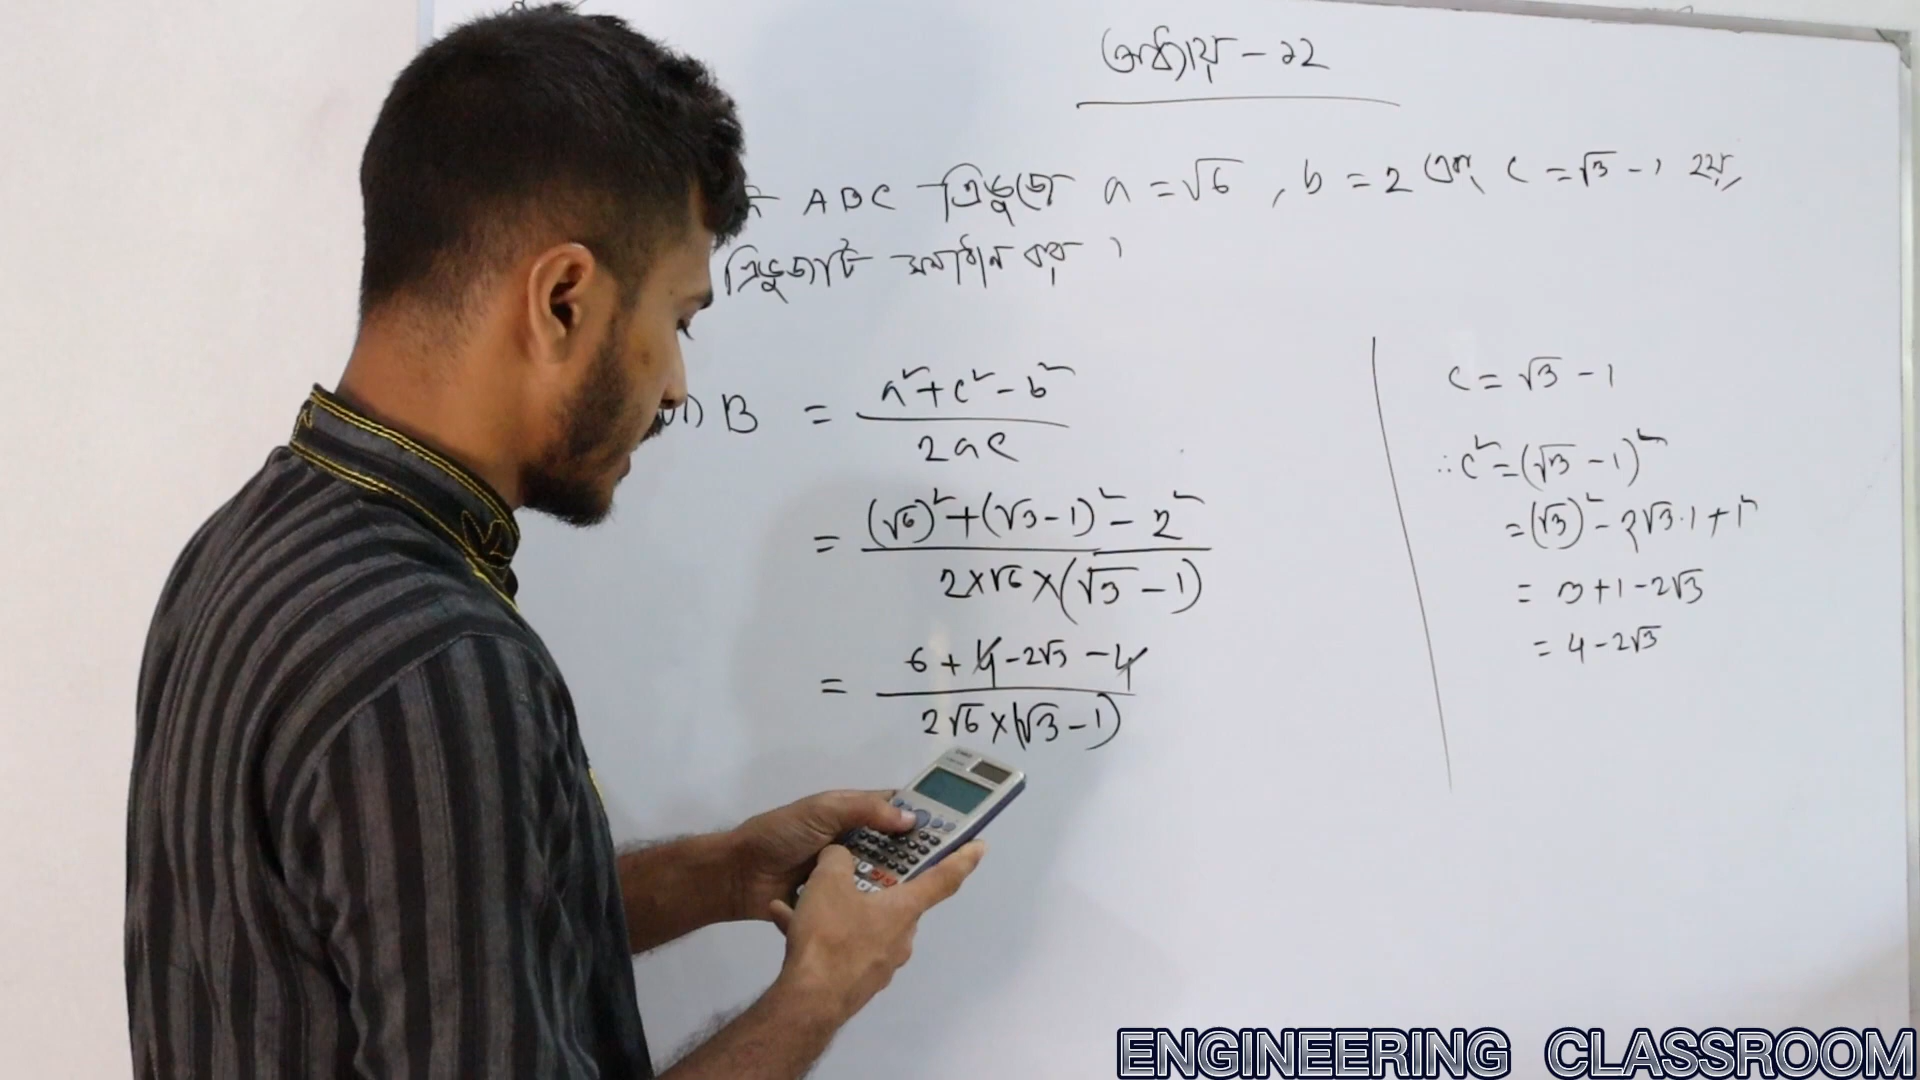 অধ্যায় - ১২
ABC ত্রিভুজে a = √6 , b = 2 এবং c = √3 - 1 হয়,
ত্রিভুজটি সমাধান কর ।
B = (a² + c² - b²) / 2ac
= ((√6)² + (√3 - 1)² - 2²) / (2×√6×(√3 - 1))
= (6 + 4 - 2√3 - 4) / (2√6×(√3 - 1))
c = √3 - 1
∴ c² = (√3 - 1)²
= (√3)² - 2√3·1 + 1²
= 3 + 1 - 2√3
= 4 - 2√3
ENGINEERING CLASSROOM